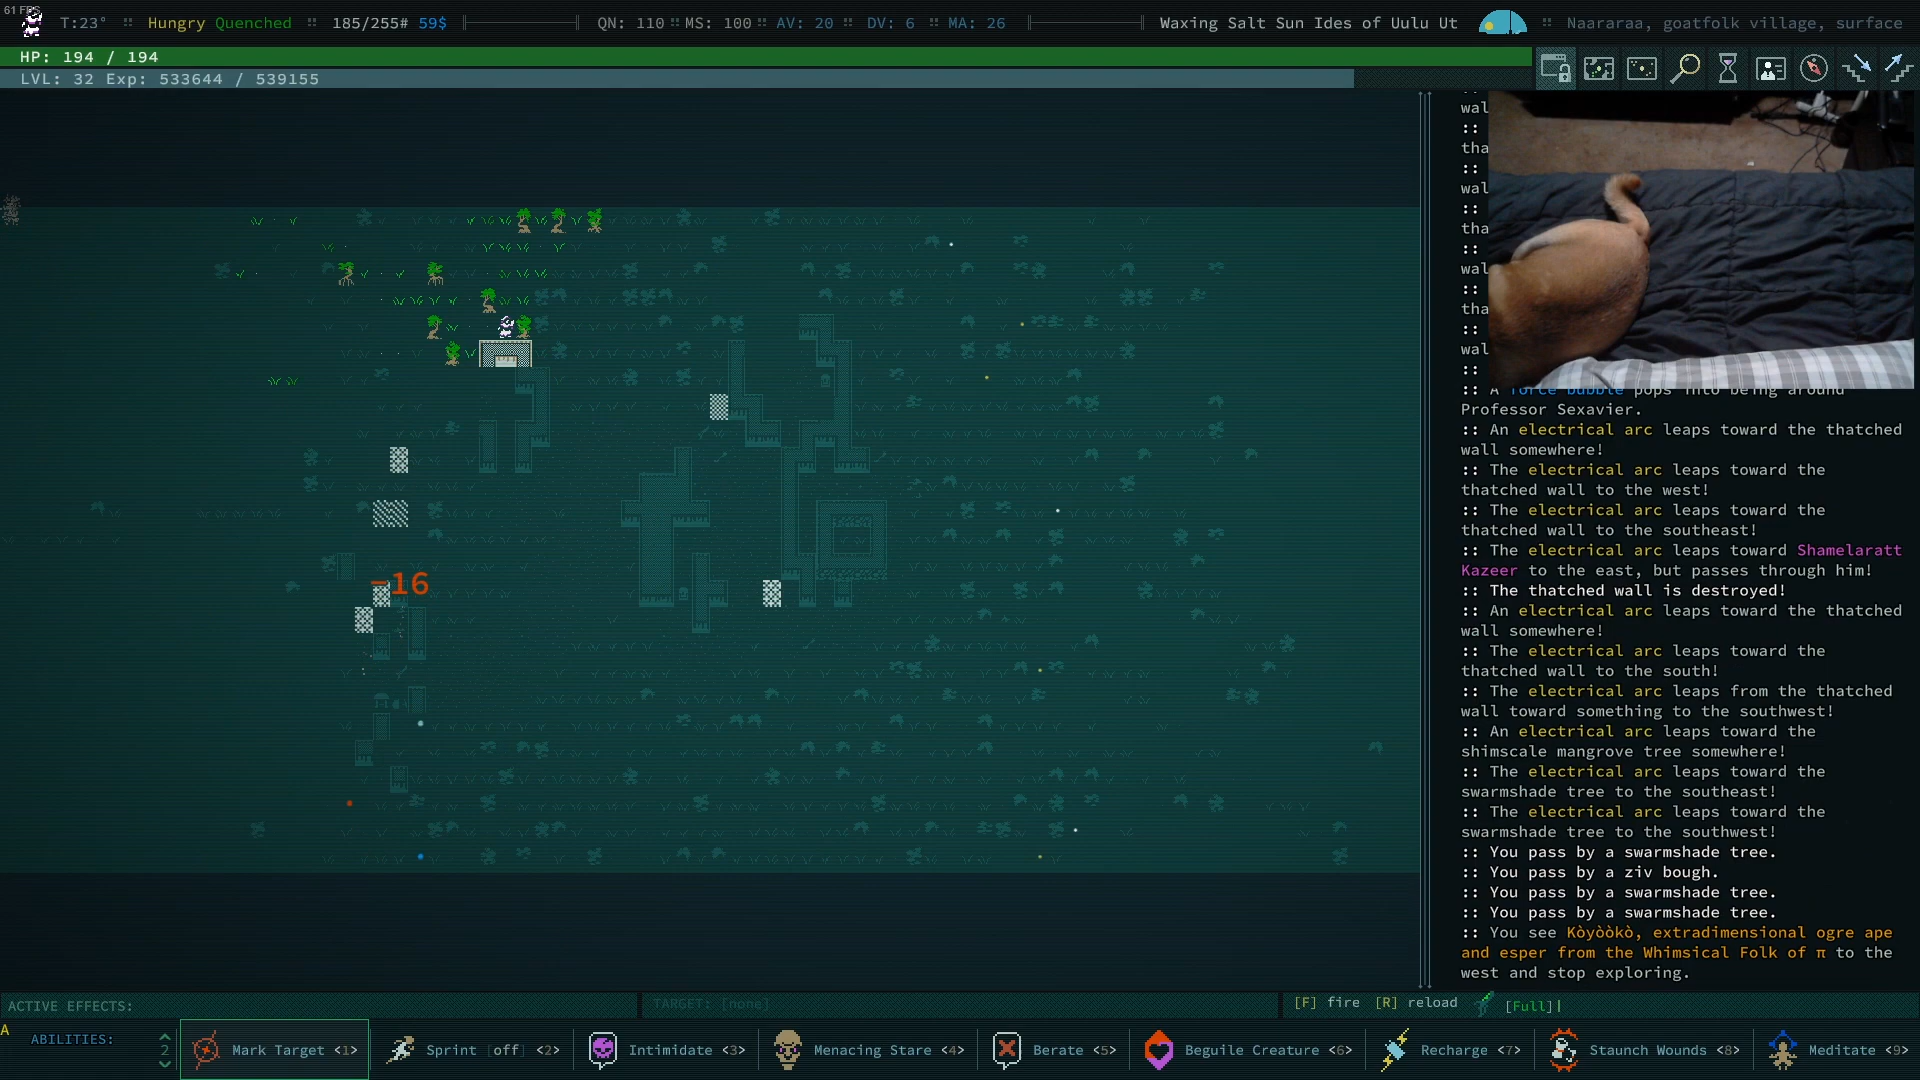 61 FPS
T:23° :: Hungry Quenched :: 185/255# 59$ QN: 110 :: MS: 100 :: AV: 20 :: DV: 6 :: MA: 26 Waxing Salt Sun Ides of Uulu Ut :: Naararaa, goatfolk village, surface
HP: 194 / 194
LVL: 32 Exp: 533644 / 539155
wal
::
tha
::
wal
::
tha
::
wal
::
tha
::
wal
::
:: A force bubble pops into being around
Professor Sexavier.
:: An electrical arc leaps toward the thatched
wall somewhere!
:: The electrical arc leaps toward the
thatched wall to the west!
:: The electrical arc leaps toward the
thatched wall to the southeast!
:: The electrical arc leaps toward Shamelaratt
Kazeer to the east, but passes through him!
:: The thatched wall is destroyed!
:: An electrical arc leaps toward the thatched
wall somewhere!
:: The electrical arc leaps toward the
thatched wall to the south!
:: The electrical arc leaps from the thatched
wall toward something to the southwest!
:: An electrical arc leaps toward the
shimscale mangrove tree somewhere!
:: The electrical arc leaps toward the
swarmshade tree to the southeast!
:: The electrical arc leaps toward the
swarmshade tree to the southwest!
:: You pass by a swarmshade tree.
:: You pass by a ziv bough.
:: You pass by a swarmshade tree.
:: You pass by a swarmshade tree.
:: You see Kòyòòkò, extradimensional ogre ape
and esper from the Whimsical Folk of π to the
west and stop exploring.
-16
ACTIVE EFFECTS: TARGET: [none] [F] fire [R] reload [Full]|
A
ABILITIES: 2 Mark Target <1> Sprint [off] <2> Intimidate <3> Menacing Stare <4> Berate <5> Beguile Creature <6> Recharge <7> Staunch Wounds <8> Meditate <9>